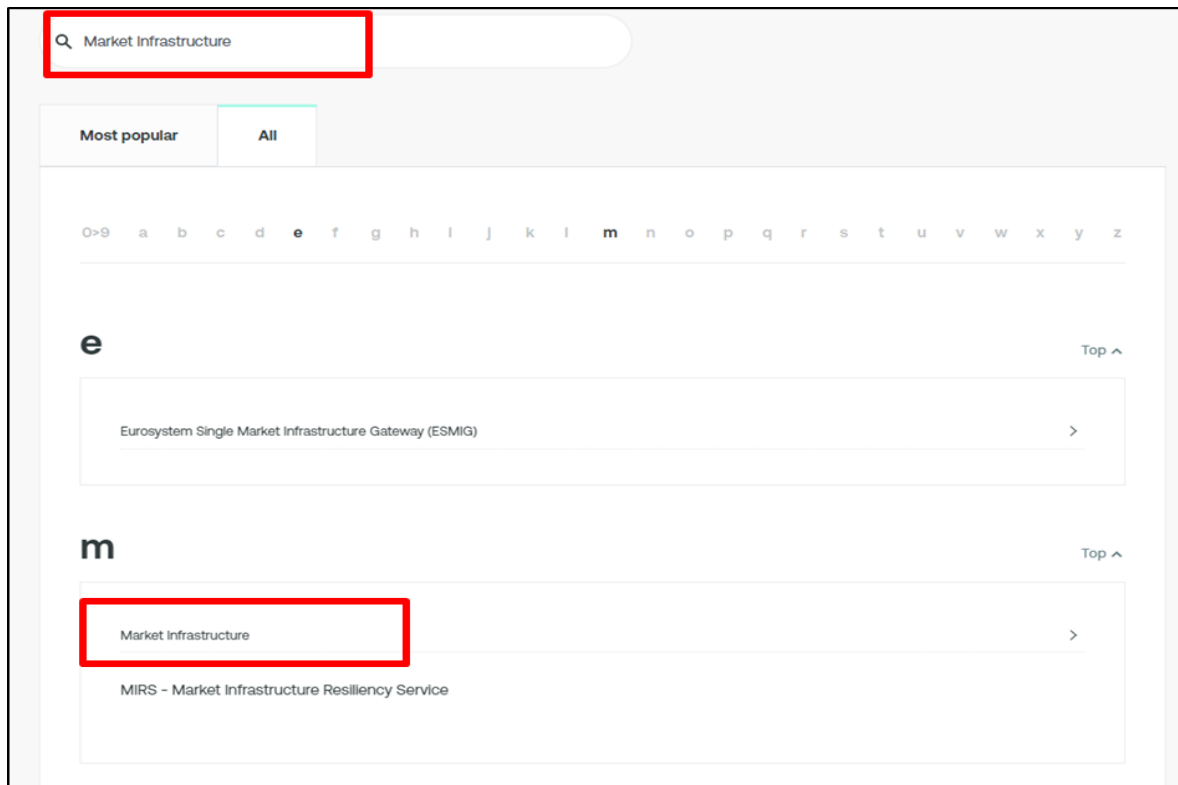 Market Infrastructure
Most popular All
0>9 a b c d e f g h i j k l m n o p q r s t u v w x y z
e
Top
Eurosystem Single Market Infrastructure Gateway (ESMIG)
m
Top
Market Infrastructure
MIRS - Market Infrastructure Resiliency Service